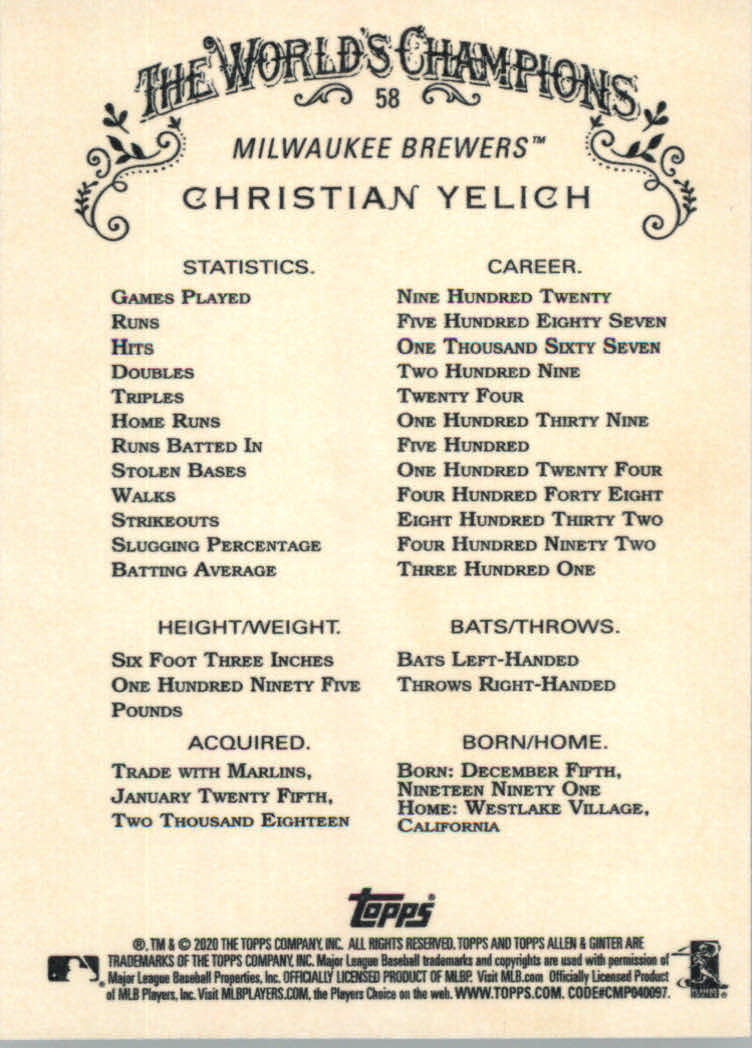 THE WORLD'S CHAMPIONS
58
MILWAUKEE BREWERS™
CHRISTIAN YELICH
STATISTICS. CAREER.
GAMES PLAYED NINE HUNDRED TWENTY
RUNS FIVE HUNDRED EIGHTY SEVEN
HITS ONE THOUSAND SIXTY SEVEN
DOUBLES TWO HUNDRED NINE
TRIPLES TWENTY FOUR
HOME RUNS ONE HUNDRED THIRTY NINE
RUNS BATTED IN FIVE HUNDRED
STOLEN BASES ONE HUNDRED TWENTY FOUR
WALKS FOUR HUNDRED FORTY EIGHT
STRIKEOUTS EIGHT HUNDRED THIRTY TWO
SLUGGING PERCENTAGE FOUR HUNDRED NINETY TWO
BATTING AVERAGE THREE HUNDRED ONE
HEIGHT/WEIGHT.
SIX FOOT THREE INCHES
ONE HUNDRED NINETY FIVE
POUNDS
BATS/THROWS.
BATS LEFT-HANDED
THROWS RIGHT-HANDED
ACQUIRED.
TRADE WITH MARLINS,
JANUARY TWENTY FIFTH,
TWO THOUSAND EIGHTEEN
BORN/HOME.
BORN: DECEMBER FIFTH,
NINETEEN NINETY ONE
HOME: WESTLAKE VILLAGE,
CALIFORNIA
topps®
®, TM & © 2020 THE TOPPS COMPANY, INC. ALL RIGHTS RESERVED. TOPPS AND TOPPS ALLEN & GINTER ARE
TRADEMARKS OF THE TOPPS COMPANY, INC. Major League Baseball trademarks and copyrights are used with permission of
Major League Baseball Properties, Inc. OFFICIALLY LICENSED PRODUCT OF MLBP. Visit MLB.com Officially Licensed Product
of MLB Players, Inc. Visit MLBPLAYERS.COM, the Players Choice on the web. WWW.TOPPS.COM. CODE#CMP040097.